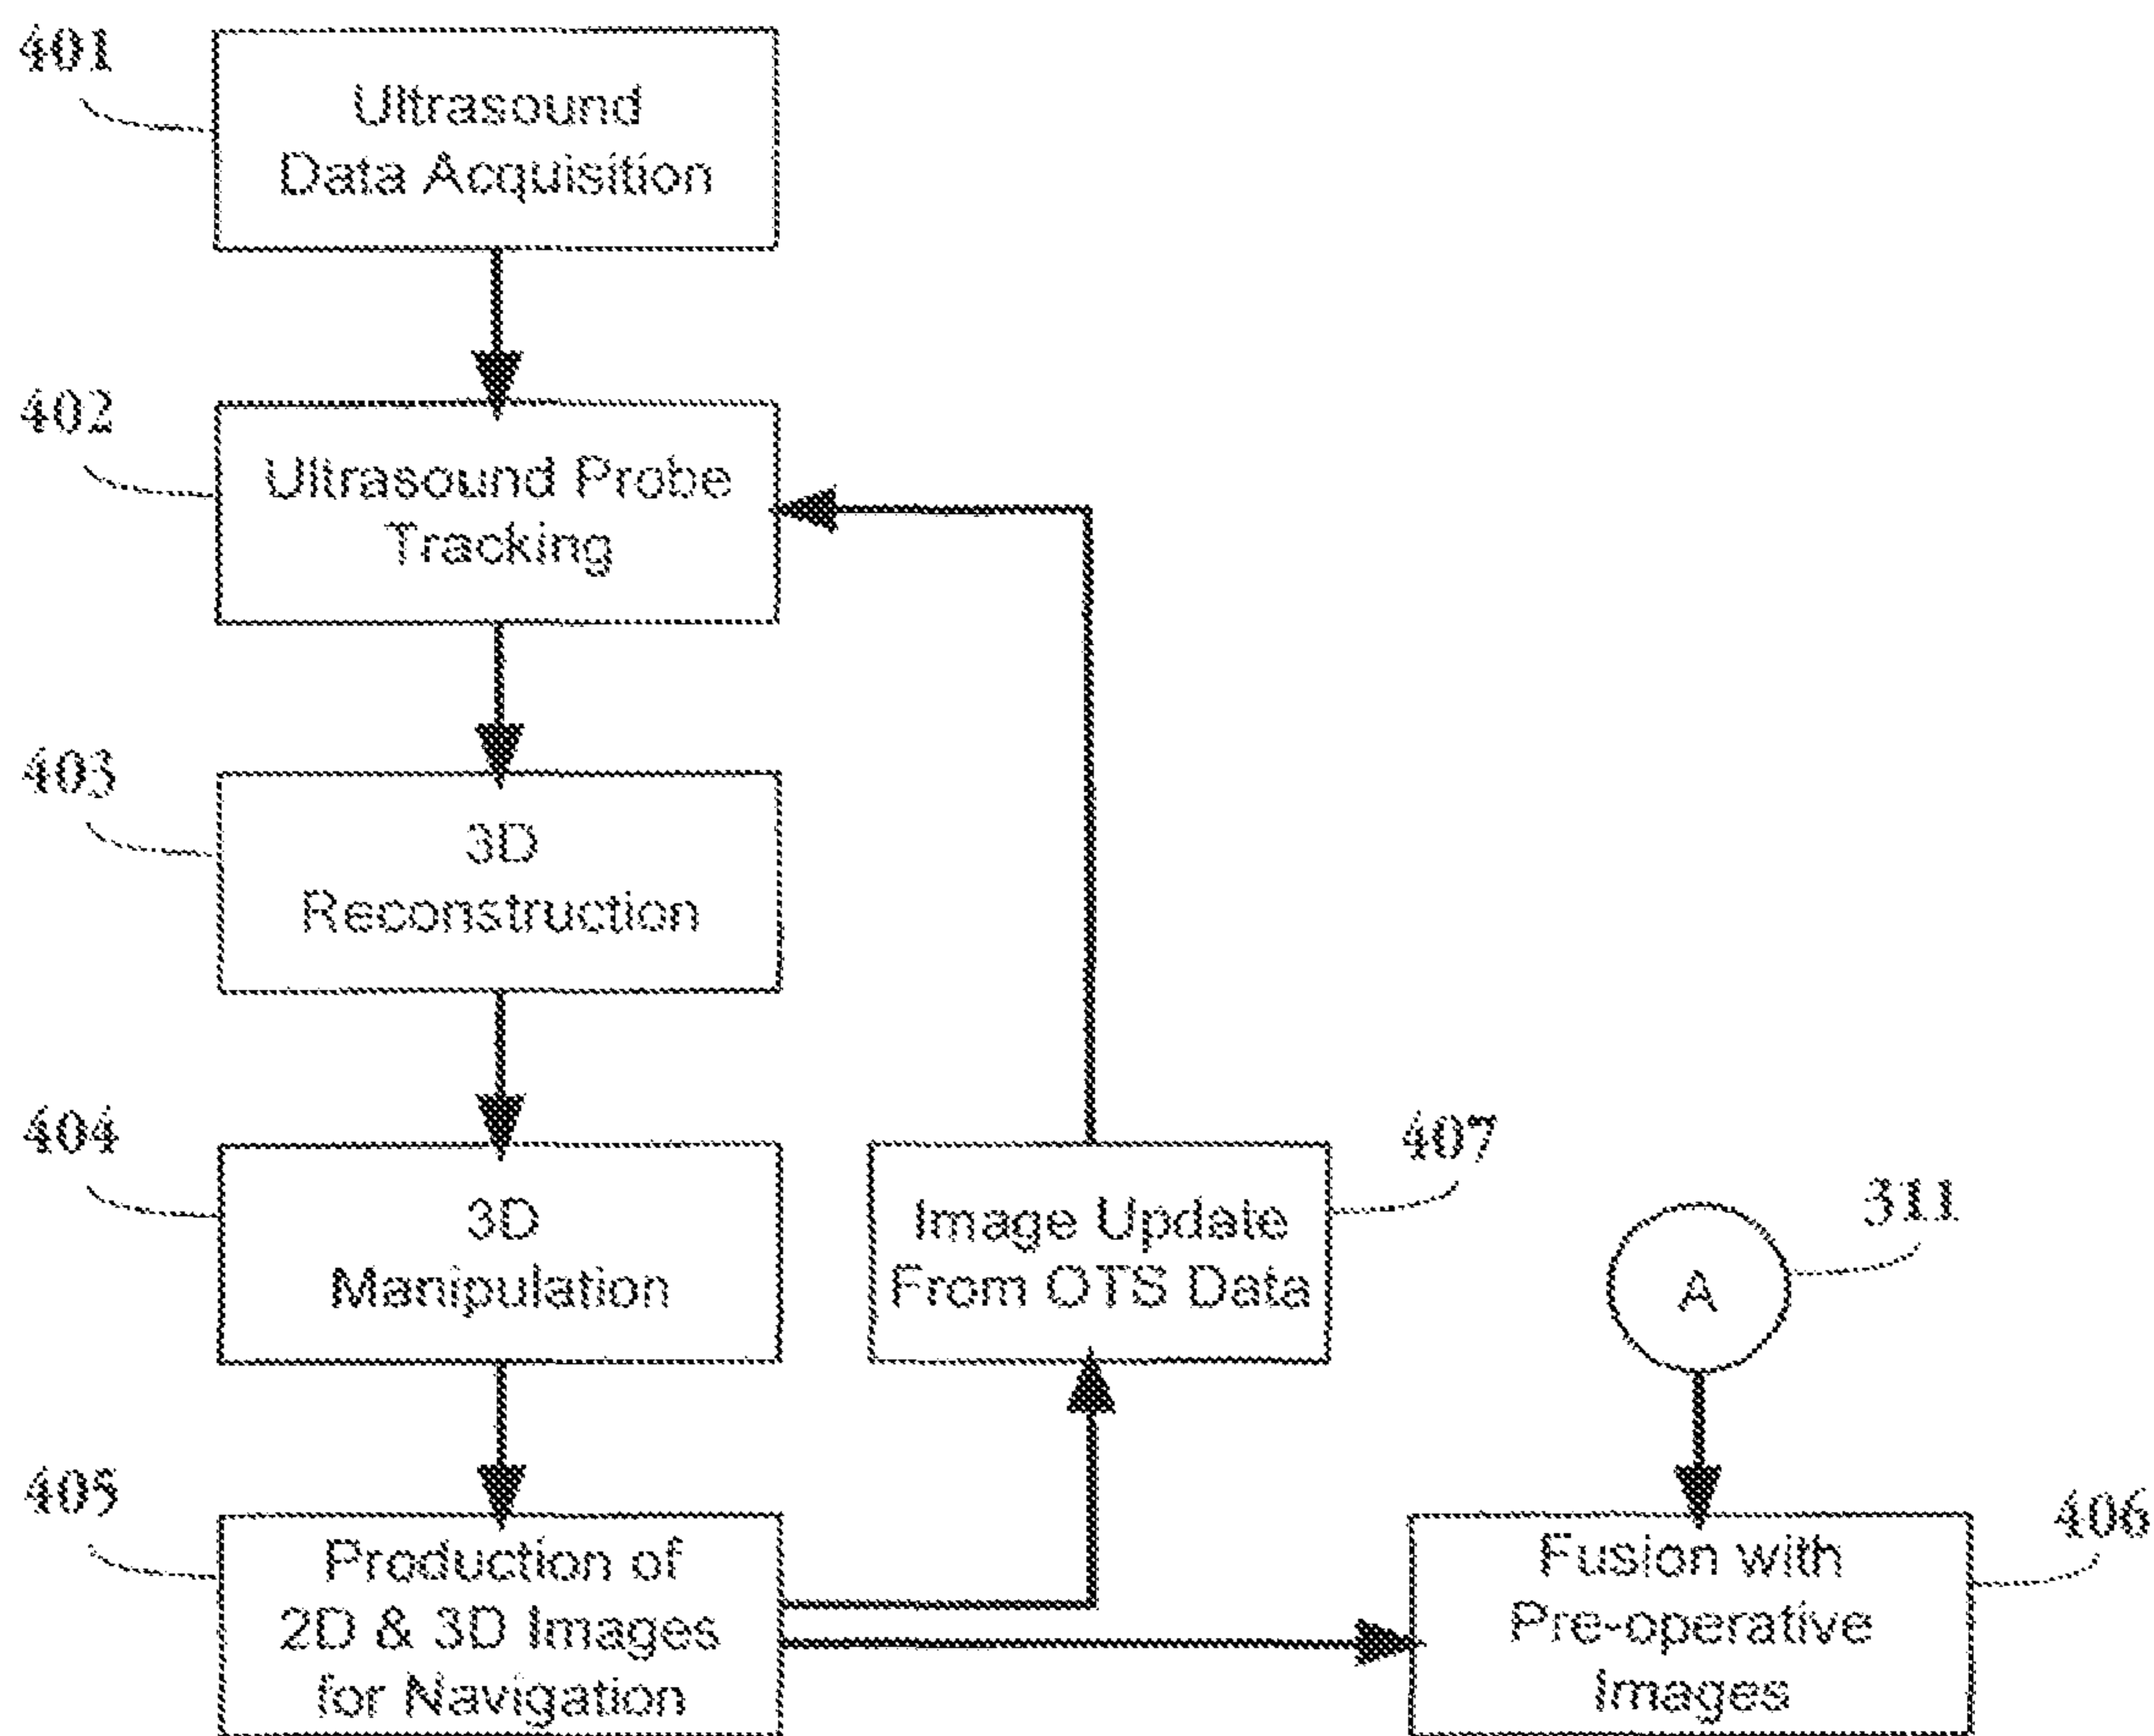 401
Ultrasound
Data Acquisition
402
Ultrasound Probe
Tracking
403
3D
Reconstruction
404
3D
Manipulation
407
Image Update
From OTS Data
311
A
405
Production of
2D & 3D Images
for Navigation
406
Fusion with
Pre-operative
Images